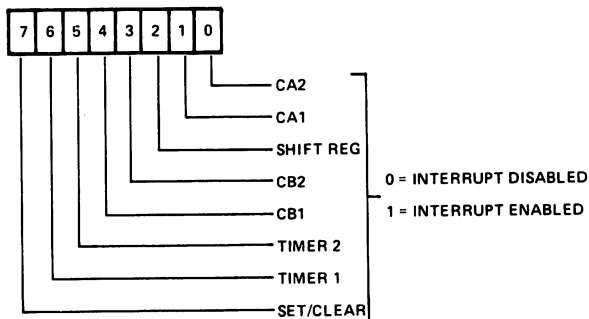 7 6 5 4 3 2 1 0
CA2
CA1
SHIFT REG
CB2
CB1
TIMER 2
TIMER 1
SET/CLEAR
0 = INTERRUPT DISABLED
1 = INTERRUPT ENABLED